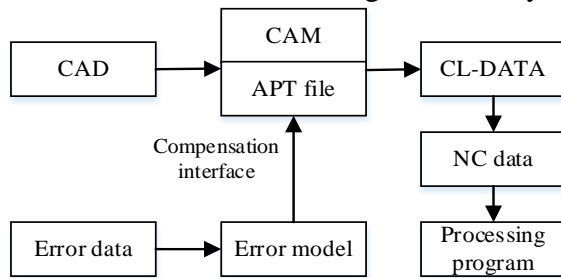 CAD
CAM
APT file
CL-DATA
Compensation
interface
NC data
Error data
Error model
Processing
program